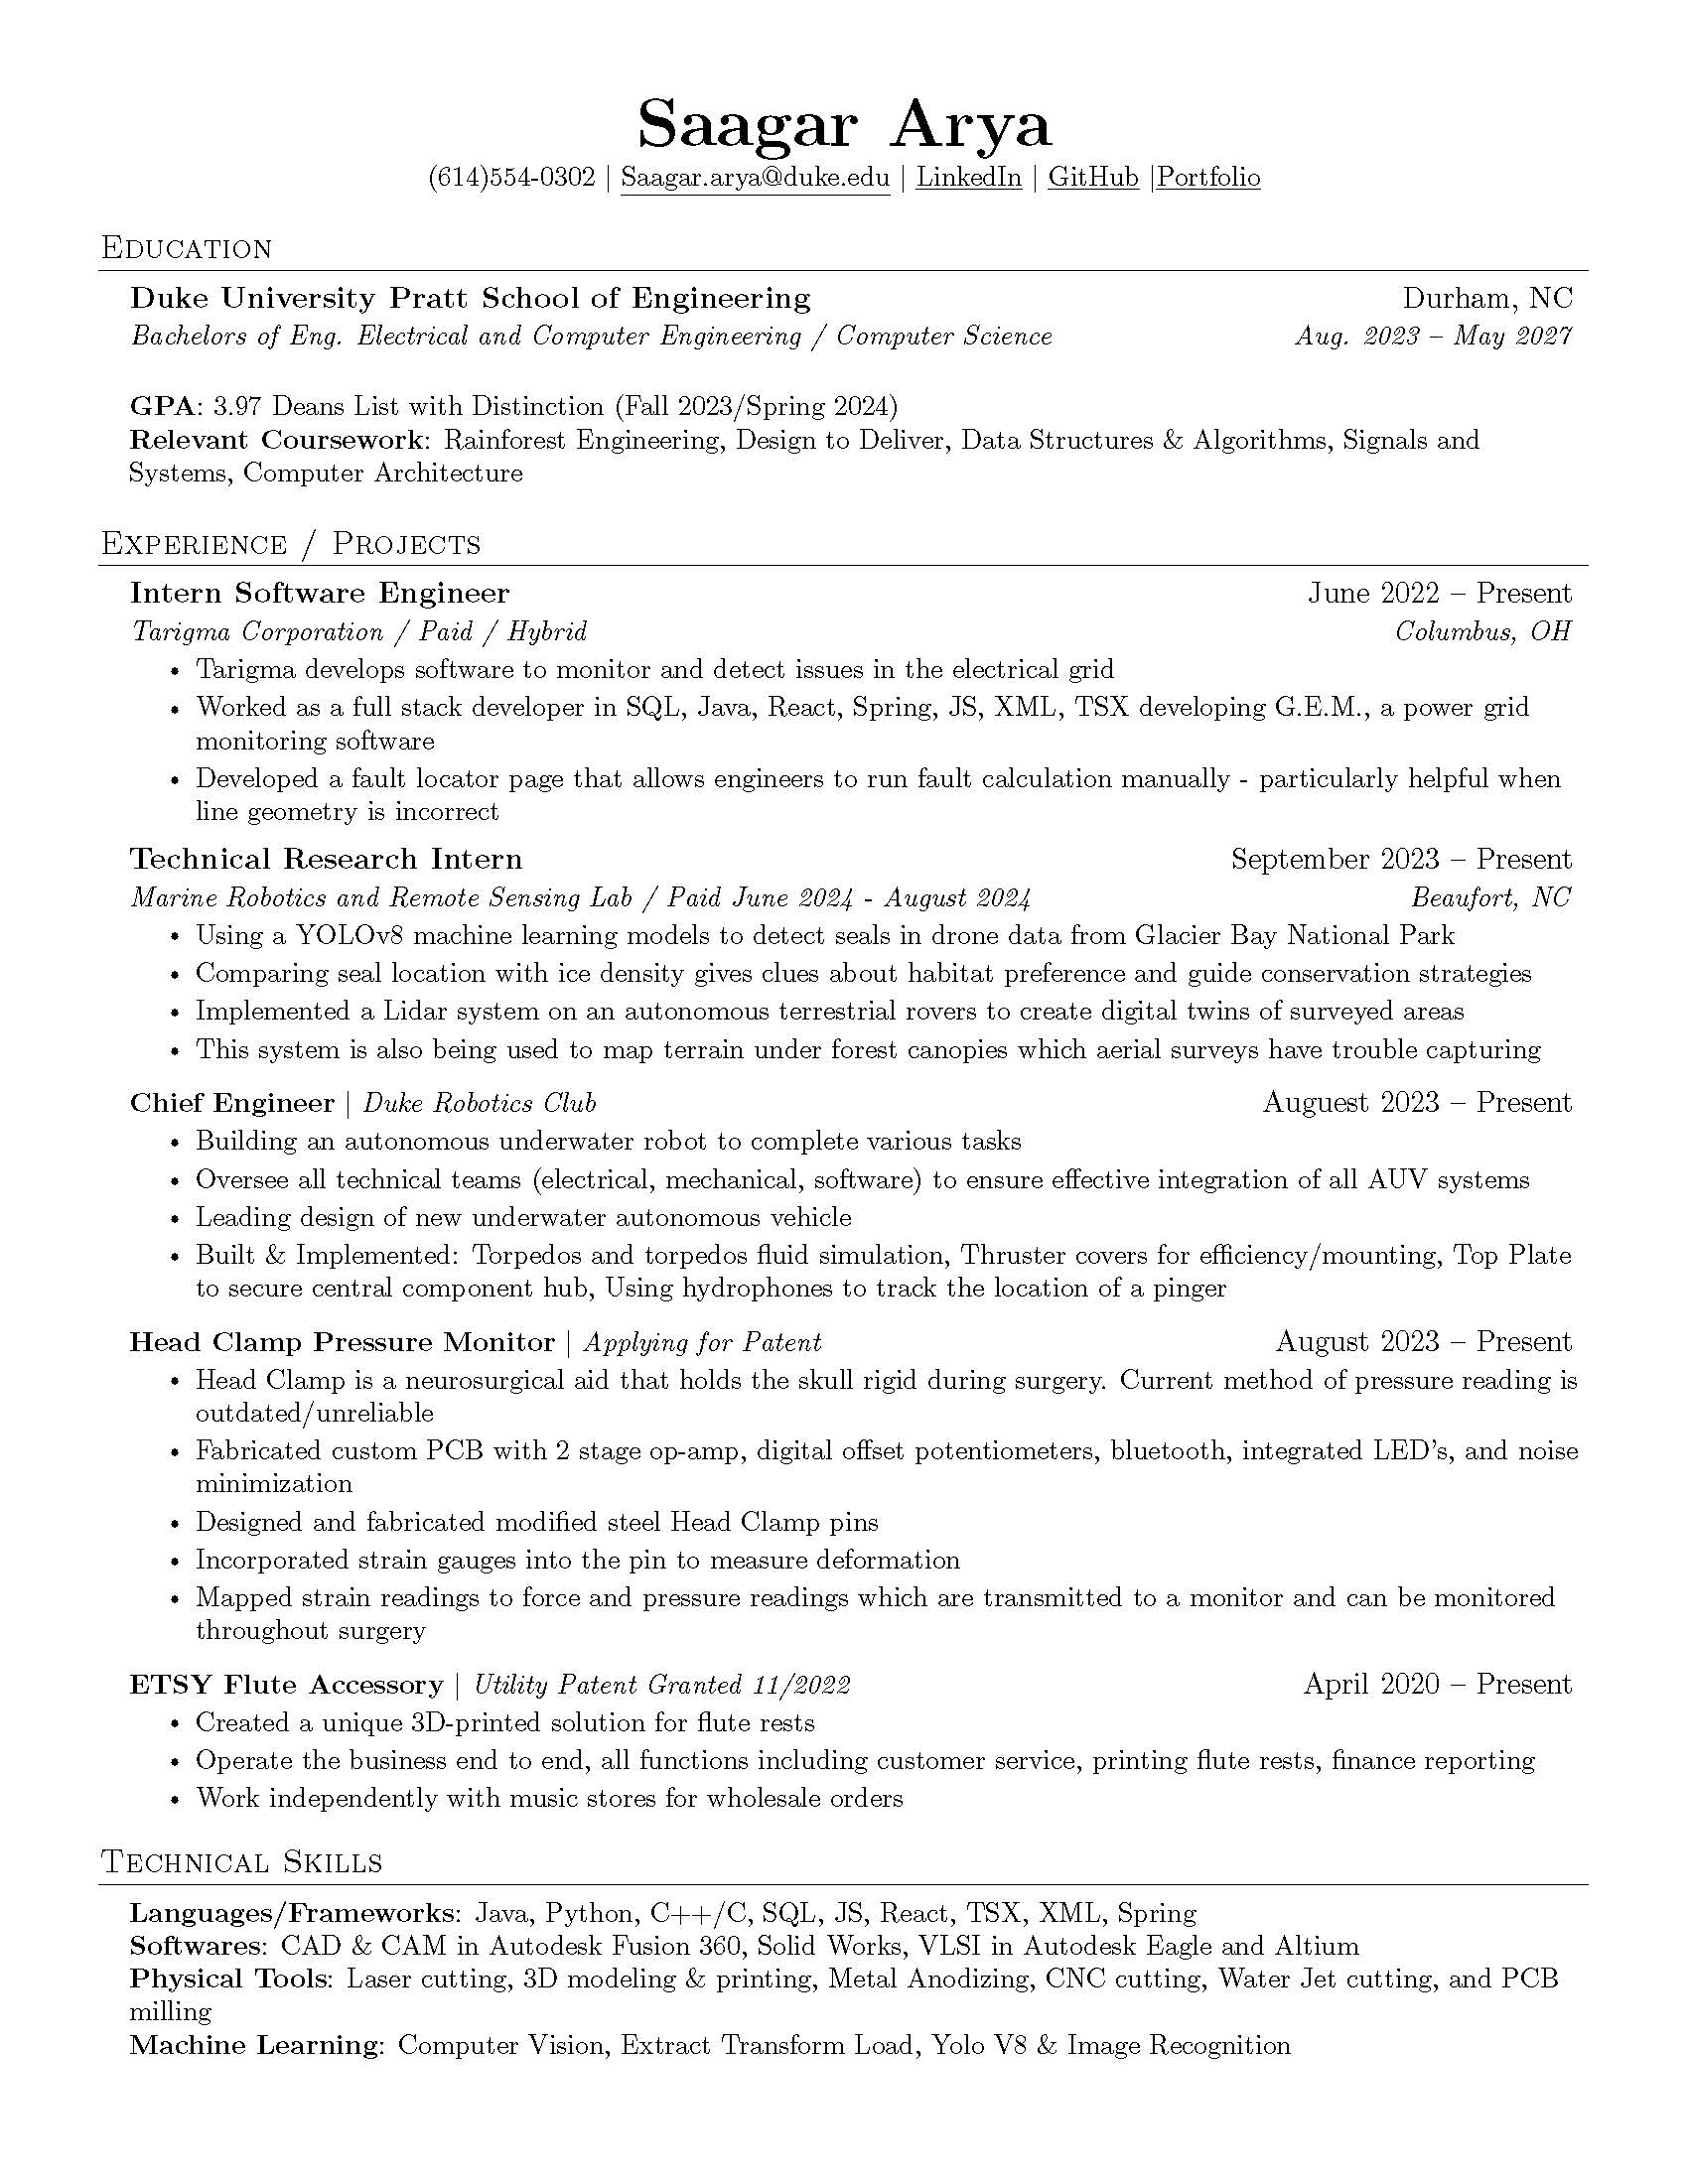 Saagar Arya
(614)554-0302 | Saagar.arya@duke.edu | LinkedIn | GitHub |Portfolio
Education
Duke University Pratt School of Engineering Durham, NC
Bachelors of Eng. Electrical and Computer Engineering / Computer Science Aug. 2023 – May 2027
GPA: 3.97 Deans List with Distinction (Fall 2023/Spring 2024)
Relevant Coursework: Rainforest Engineering, Design to Deliver, Data Structures & Algorithms, Signals and
Systems, Computer Architecture
Experience / Projects
Intern Software Engineer June 2022 – Present
Tarigma Corporation / Paid / Hybrid Columbus, OH
• Tarigma develops software to monitor and detect issues in the electrical grid
• Worked as a full stack developer in SQL, Java, React, Spring, JS, XML, TSX developing G.E.M., a power grid
monitoring software
• Developed a fault locator page that allows engineers to run fault calculation manually - particularly helpful when
line geometry is incorrect
Technical Research Intern September 2023 – Present
Marine Robotics and Remote Sensing Lab / Paid June 2024 - August 2024 Beaufort, NC
• Using a YOLOv8 machine learning models to detect seals in drone data from Glacier Bay National Park
• Comparing seal location with ice density gives clues about habitat preference and guide conservation strategies
• Implemented a Lidar system on an autonomous terrestrial rovers to create digital twins of surveyed areas
• This system is also being used to map terrain under forest canopies which aerial surveys have trouble capturing
Chief Engineer | Duke Robotics Club Auguest 2023 – Present
• Building an autonomous underwater robot to complete various tasks
• Oversee all technical teams (electrical, mechanical, software) to ensure effective integration of all AUV systems
• Leading design of new underwater autonomous vehicle
• Built & Implemented: Torpedos and torpedos fluid simulation, Thruster covers for efficiency/mounting, Top Plate
to secure central component hub, Using hydrophones to track the location of a pinger
Head Clamp Pressure Monitor | Applying for Patent August 2023 – Present
• Head Clamp is a neurosurgical aid that holds the skull rigid during surgery. Current method of pressure reading is
outdated/unreliable
• Fabricated custom PCB with 2 stage op-amp, digital offset potentiometers, bluetooth, integrated LED's, and noise
minimization
• Designed and fabricated modified steel Head Clamp pins
• Incorporated strain gauges into the pin to measure deformation
• Mapped strain readings to force and pressure readings which are transmitted to a monitor and can be monitored
throughout surgery
ETSY Flute Accessory | Utility Patent Granted 11/2022 April 2020 – Present
• Created a unique 3D-printed solution for flute rests
• Operate the business end to end, all functions including customer service, printing flute rests, finance reporting
• Work independently with music stores for wholesale orders
Technical Skills
Languages/Frameworks: Java, Python, C++/C, SQL, JS, React, TSX, XML, Spring
Softwares: CAD & CAM in Autodesk Fusion 360, Solid Works, VLSI in Autodesk Eagle and Altium
Physical Tools: Laser cutting, 3D modeling & printing, Metal Anodizing, CNC cutting, Water Jet cutting, and PCB
milling
Machine Learning: Computer Vision, Extract Transform Load, Yolo V8 & Image Recognition